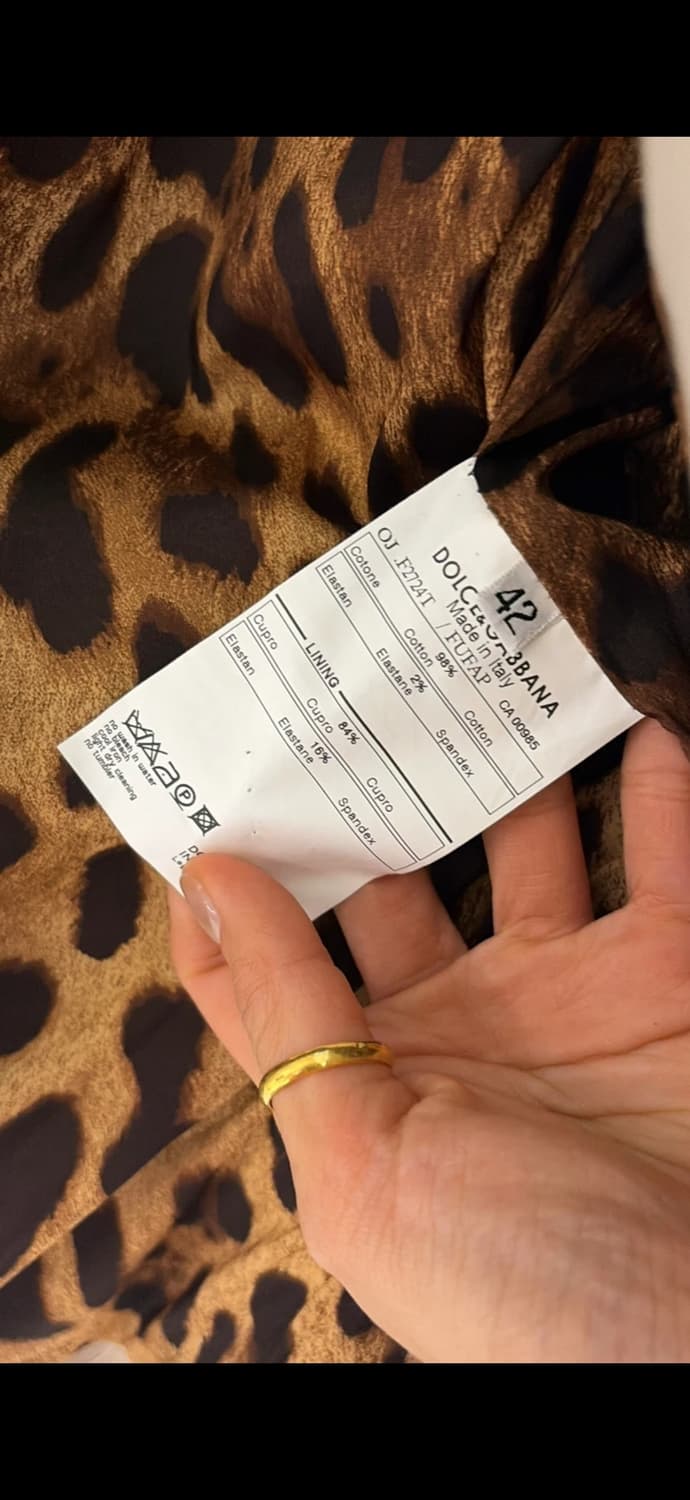 42
DOLCE&GABBANA
Made in Italy CA 00985
OJ .F2724T / FUFAP
Cotone Cotton 98% Cotton
Elastan Elastane 2% Spandex
LINING
Cupro Cupro 84% Cupro
Elastan Elastane 16% Spandex
P
no wash in water
no bleach
cool iron
light dry cleaning
no tumbler